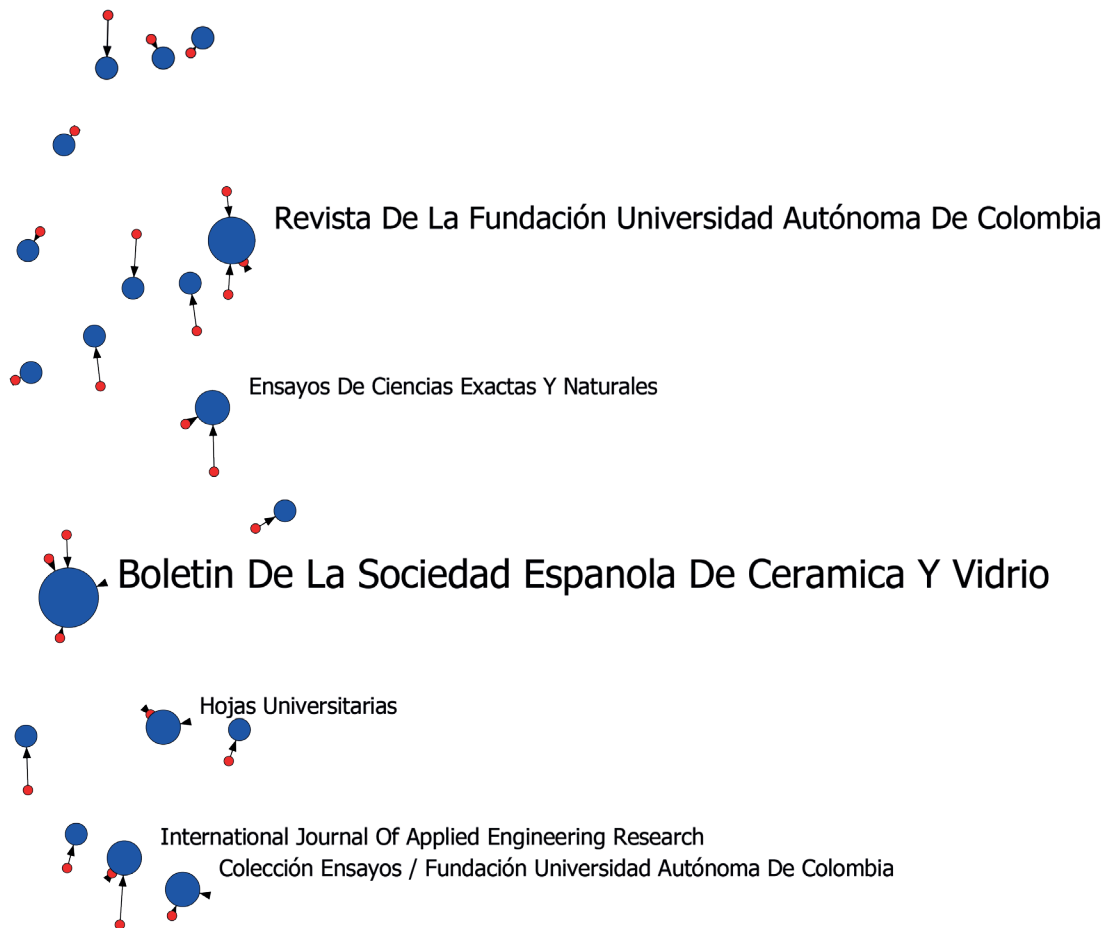 Revista De La Fundación Universidad Autónoma De Colombia
Ensayos De Ciencias Exactas Y Naturales
Boletin De La Sociedad Espanola De Ceramica Y Vidrio
Hojas Universitarias
International Journal Of Applied Engineering Research
Colección Ensayos / Fundación Universidad Autónoma De Colombia